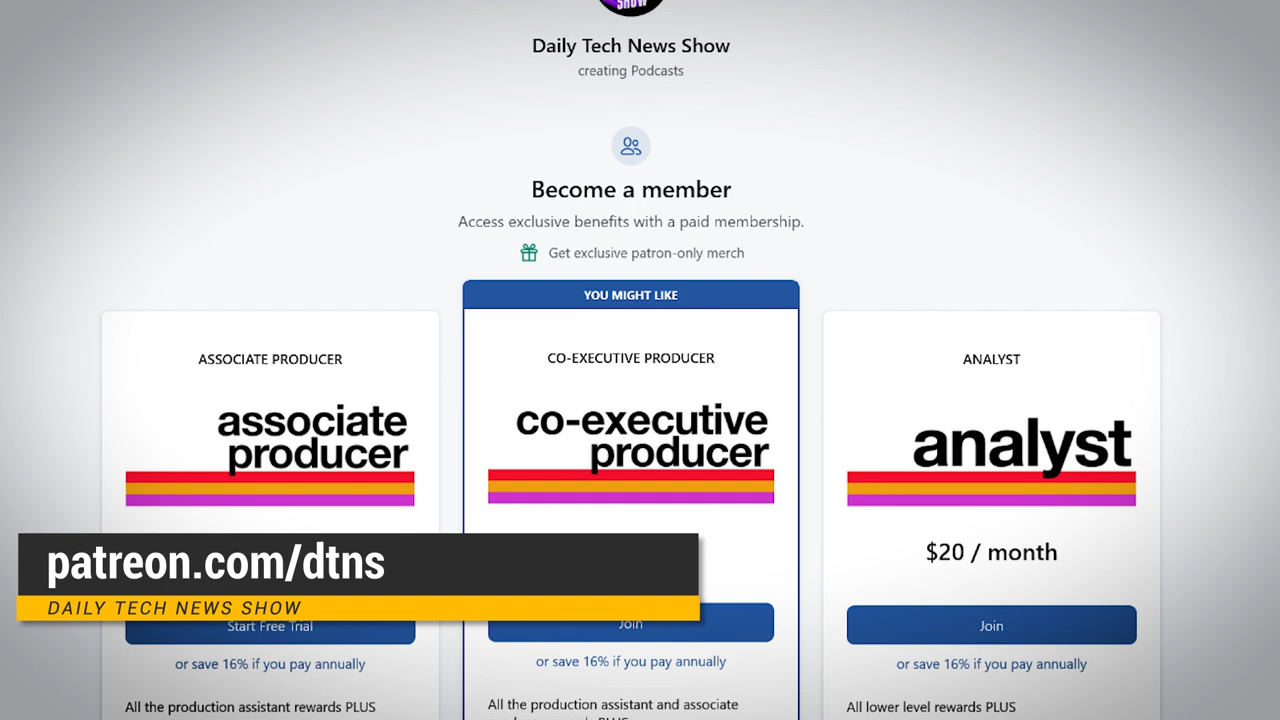 SHOW
Daily Tech News Show
creating Podcasts
Become a member
Access exclusive benefits with a paid membership.
Get exclusive patron-only merch
YOU MIGHT LIKE
ASSOCIATE PRODUCER
associate
producer
Start Free Trial
or save 16% if you pay annually
All the production assistant rewards PLUS
CO-EXECUTIVE PRODUCER
co-executive
producer
Join
or save 16% if you pay annually
All the production assistant and associate
ANALYST
analyst
$20 / month
Join
or save 16% if you pay annually
All lower level rewards PLUS
patreon.com/dtns
DAILY TECH NEWS SHOW